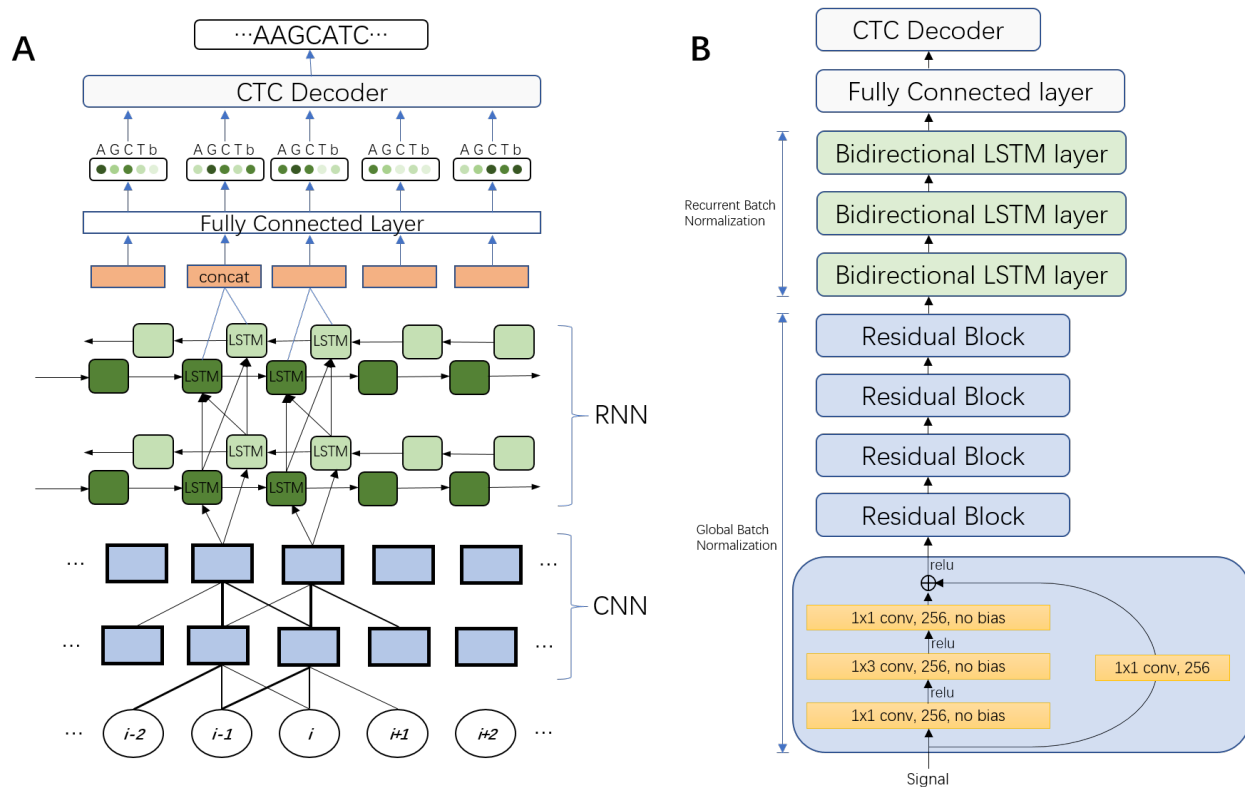 A
⋯AAGCATC⋯
CTC Decoder
A G C T b
A G C T b
A G C T b
A G C T b
A G C T b
Fully Connected Layer
concat
LSTM
LSTM
LSTM
LSTM
RNN
LSTM
LSTM
LSTM
LSTM
⋯
⋯
CNN
⋯
⋯
⋯
i-2
i-1
i
i+1
i+2
⋯
B
CTC Decoder
Fully Connected layer
Bidirectional LSTM layer
Recurrent Batch
Normalization
Bidirectional LSTM layer
Bidirectional LSTM layer
Residual Block
Residual Block
Residual Block
Residual Block
Global Batch
Normalization
relu
1x1 conv, 256, no bias
relu
1x3 conv, 256, no bias
1x1 conv, 256
relu
1x1 conv, 256, no bias
Signal